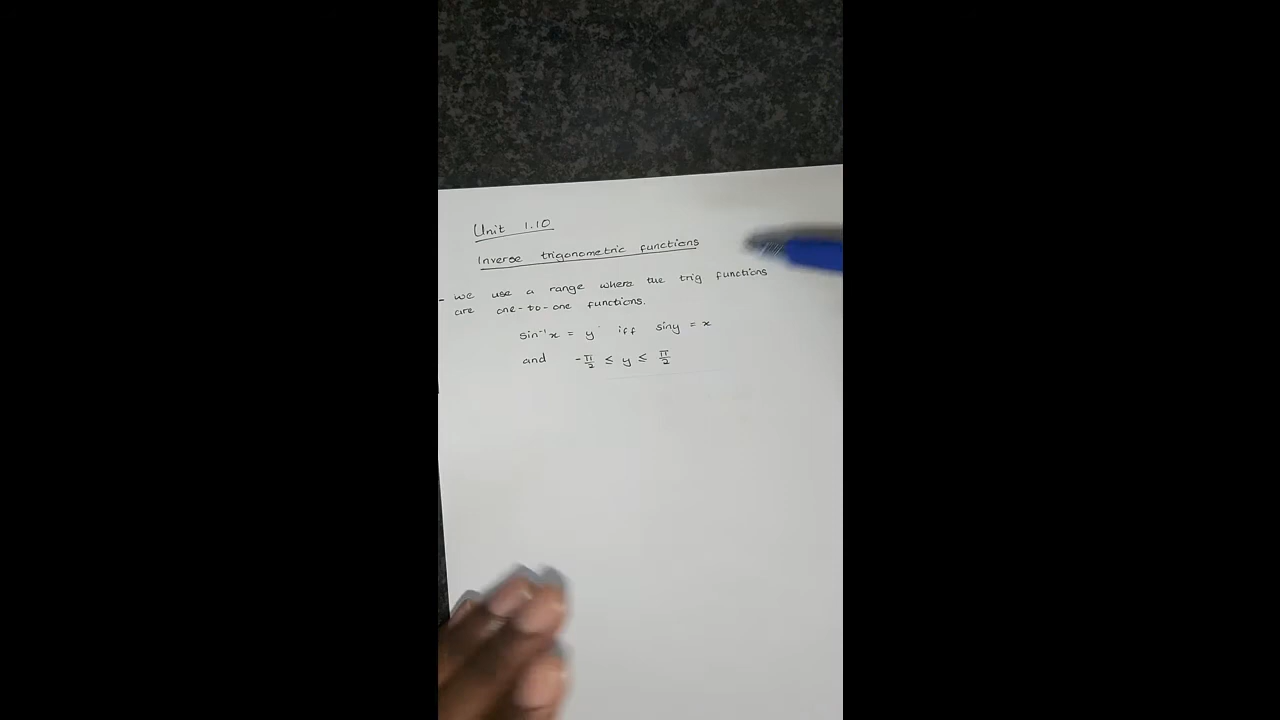 Unit 1.10
Inverse trigonometric functions
- we use a range where the trig functions
are one-to-one functions.
sin⁻¹x = y iff siny = x
and -π/2 ≤ y ≤ π/2